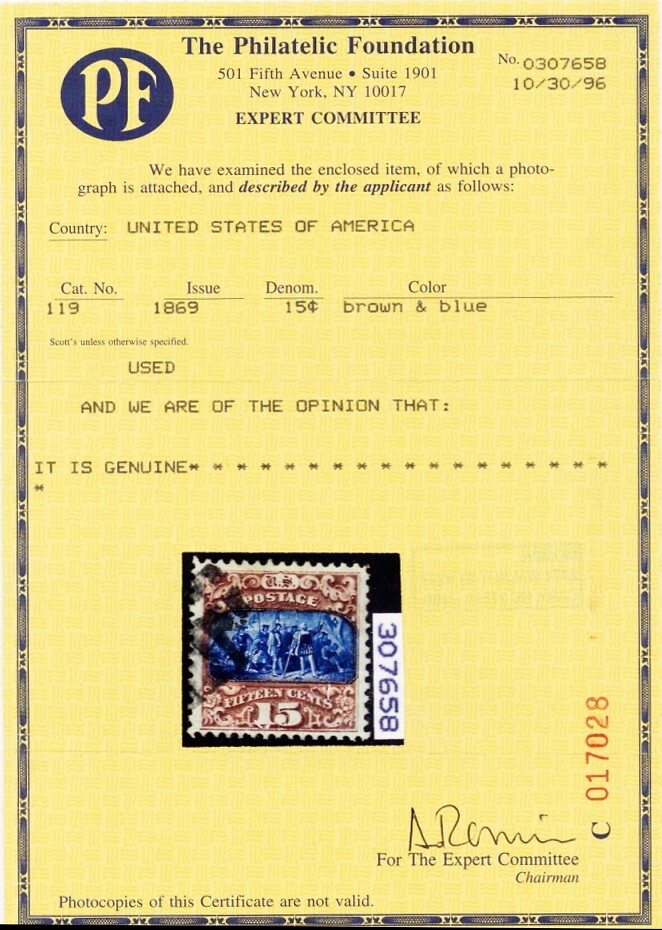 PF
The Philatelic Foundation
501 Fifth Avenue • Suite 1901
New York, NY 10017
EXPERT COMMITTEE
No. 0307658
10/30/96
We have examined the enclosed item, of which a photo-
graph is attached, and described by the applicant as follows:
Country: UNITED STATES OF AMERICA
Cat. No. Issue Denom. Color
119 1869 15¢ brown & blue
Scott's unless otherwise specified.
USED
AND WE ARE OF THE OPINION THAT:
IT IS GENUINE* * * * * * * * * * * * * * * * * *
*
U.S.
POSTAGE
FIFTEEN CENTS
15
307658
C 017028
For The Expert Committee
Chairman
Photocopies of this Certificate are not valid.